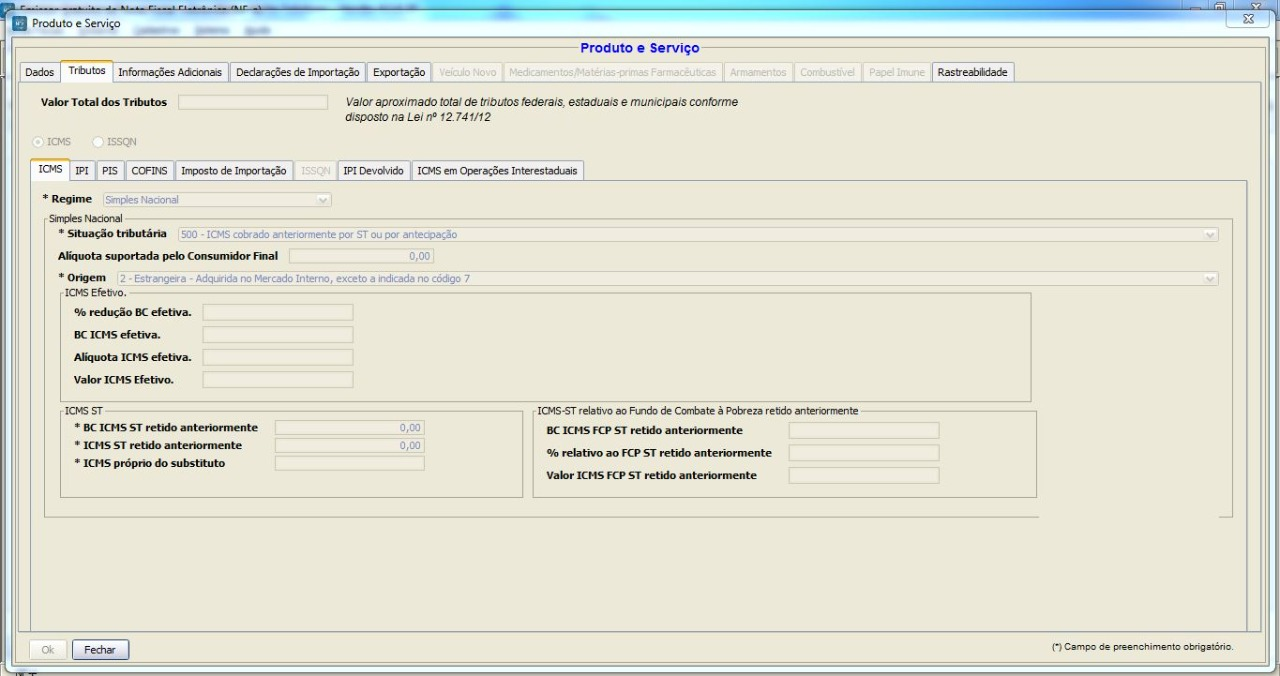 Produto e Serviço
Produto e Serviço
Dados Tributos Informações Adicionais Declarações de Importação Exportação Veículo Novo Medicamentos/Matérias-primas Farmacêuticas Armamentos Combustível Papel Imune Rastreabilidade
Valor Total dos Tributos Valor aproximado total de tributos federais, estaduais e municipais conforme
disposto na Lei nº 12.741/12
ICMS ISSQN
ICMS IPI PIS COFINS Imposto de Importação ISSQN IPI Devolvido ICMS em Operações Interestaduais
* Regime Simples Nacional
Simples Nacional
* Situação tributária 500 - ICMS cobrado anteriormente por ST ou por antecipação
Alíquota suportada pelo Consumidor Final 0,00
* Origem 2 - Estrangeira - Adquirida no Mercado Interno, exceto a indicada no código 7
ICMS Efetivo.
% redução BC efetiva.
BC ICMS efetiva.
Alíquota ICMS efetiva.
Valor ICMS Efetivo.
ICMS ST
* BC ICMS ST retido anteriormente 0,00
* ICMS ST retido anteriormente 0,00
* ICMS próprio do substituto
ICMS-ST relativo ao Fundo de Combate à Pobreza retido anteriormente
BC ICMS FCP ST retido anteriormente
% relativo ao FCP ST retido anteriormente
Valor ICMS FCP ST retido anteriormente
Ok Fechar (*) Campo de preenchimento obrigatório.